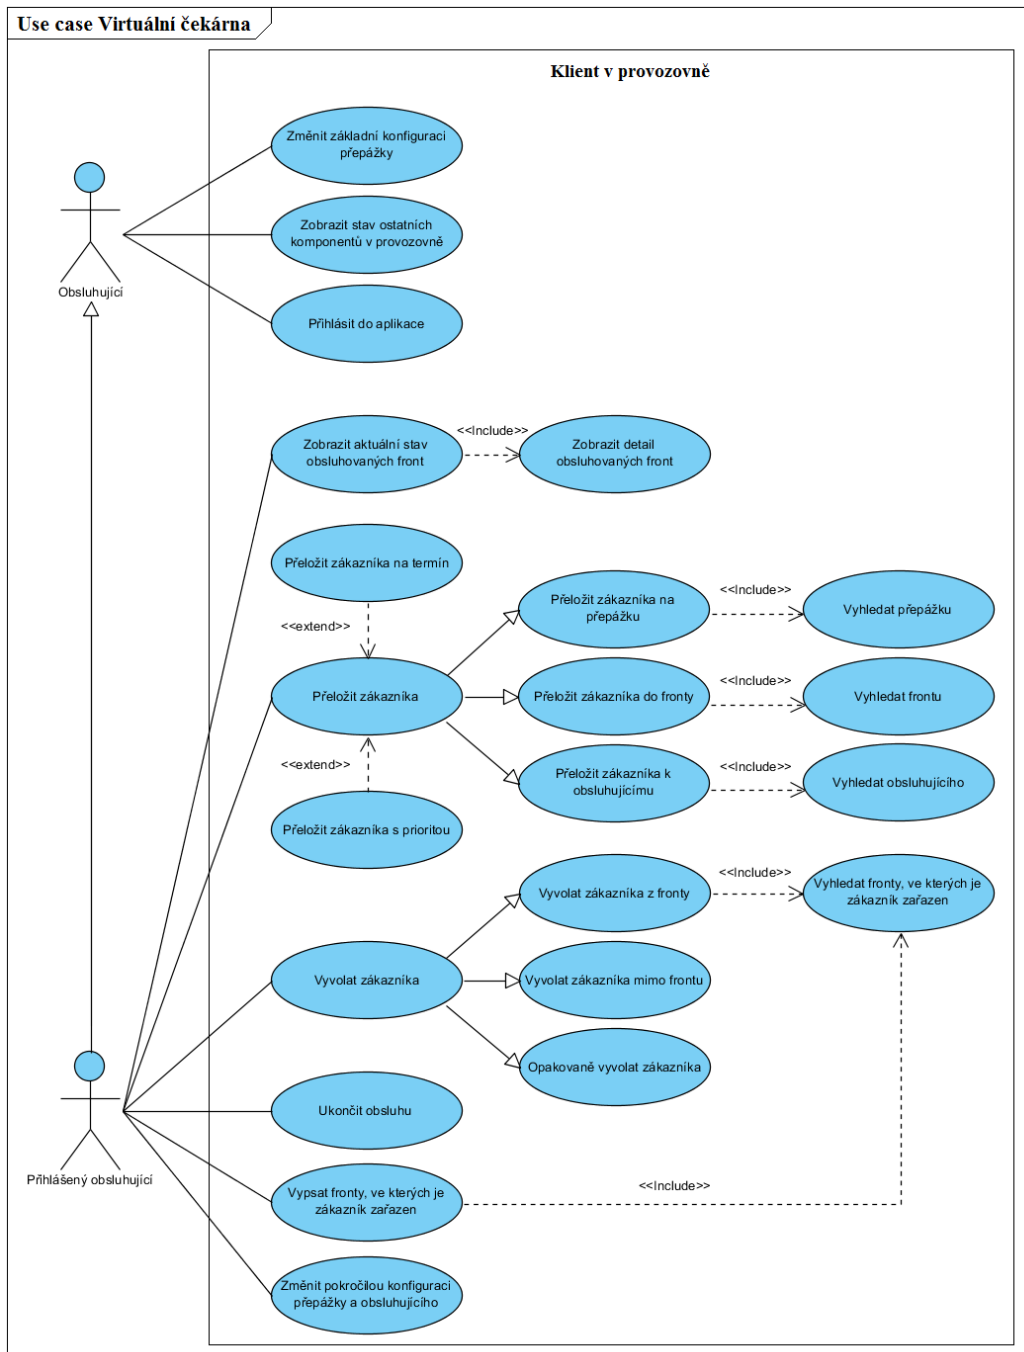 Use case Virtuální čekárna
Klient v provozovně
Změnit základní konfiguraci
přepážky
Zobrazit stav ostatních
komponentů v provozovně
Obsluhující
Přihlásit do aplikace
Zobrazit aktuální stav
obsluhovaných front
<<Include>>
Zobrazit detail
obsluhovaných front
Přeložit zákazníka na termín
<<extend>>
Přeložit zákazníka na
přepážku
<<Include>>
Vyhledat přepážku
Přeložit zákazníka
Přeložit zákazníka do fronty
<<Include>>
Vyhledat frontu
<<extend>>
Přeložit zákazníka k
obsluhujícímu
<<Include>>
Vyhledat obsluhujícího
Přeložit zákazníka s prioritou
Vyvolat zákazníka z fronty
<<Include>>
Vyhledat fronty, ve kterých je
zákazník zařazen
Vyvolat zákazníka
Vyvolat zákazníka mimo frontu
Opakovaně vyvolat zákazníka
Ukončit obsluhu
Přihlášený obsluhující
Vypsat fronty, ve kterých je
zákazník zařazen
<<Include>>
Změnit pokročilou konfiguraci
přepážky a obsluhujícího